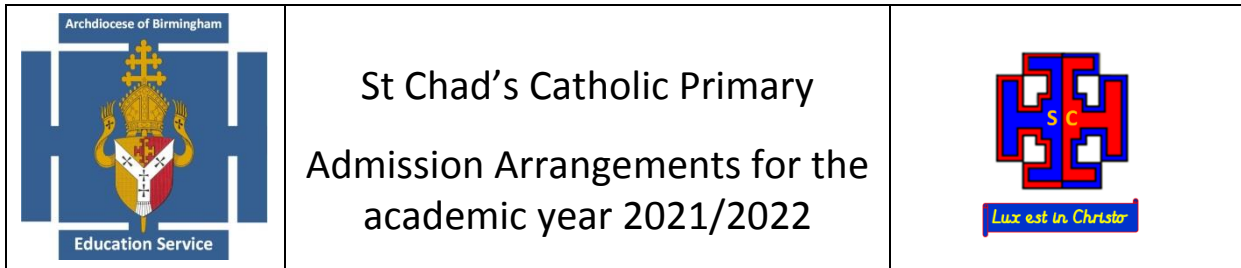 Archdiocese of Birmingham
Education Service
St Chad's Catholic Primary
Admission Arrangements for the
academic year 2021/2022
S C
Lux est in Christo